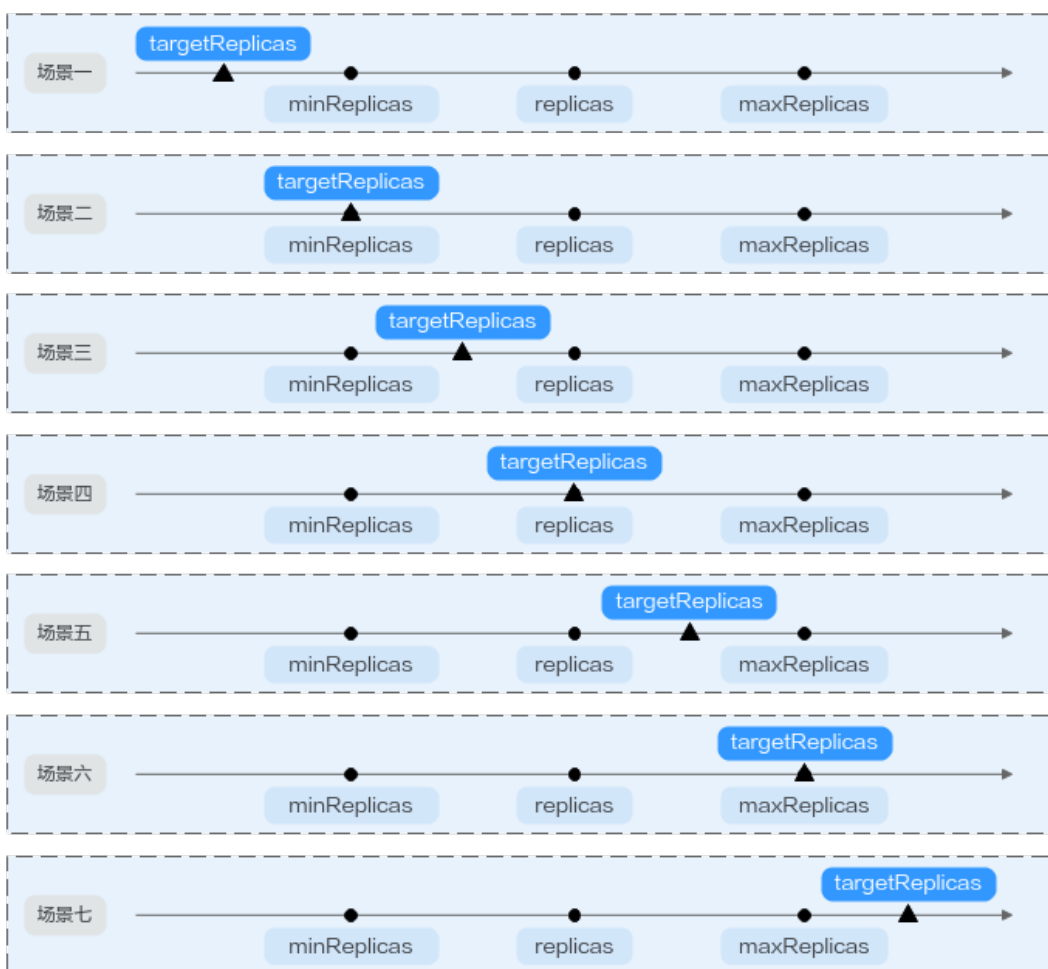 targetReplicas
场景一
minReplicas replicas maxReplicas
targetReplicas
场景二
minReplicas replicas maxReplicas
targetReplicas
场景三
minReplicas replicas maxReplicas
targetReplicas
场景四
minReplicas replicas maxReplicas
targetReplicas
场景五
minReplicas replicas maxReplicas
targetReplicas
场景六
minReplicas replicas maxReplicas
targetReplicas
场景七
minReplicas replicas maxReplicas